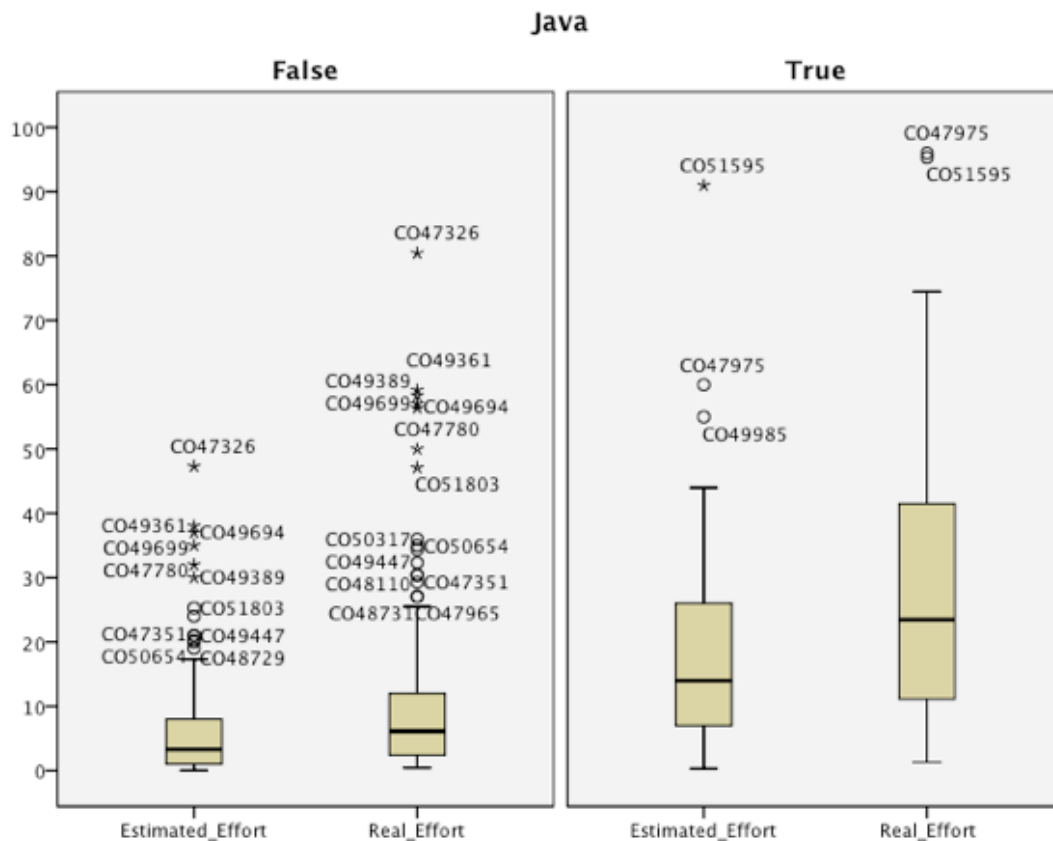 Java
False
True
100
90
80
70
60
50
40
30
20
10
0
CO47326
CO49361
CO49694
CO49699
CO47780
CO49389
CO51803
CO47351
CO49447
CO50654
CO48729
CO47326
CO49361
CO49389
CO49699
CO49694
CO47780
CO51803
CO50317
CO50654
CO49447
CO48110
CO47351
CO48731
CO47965
CO51595
CO47975
CO49985
CO47975
CO51595
Estimated_Effort
Real_Effort
Estimated_Effort
Real_Effort